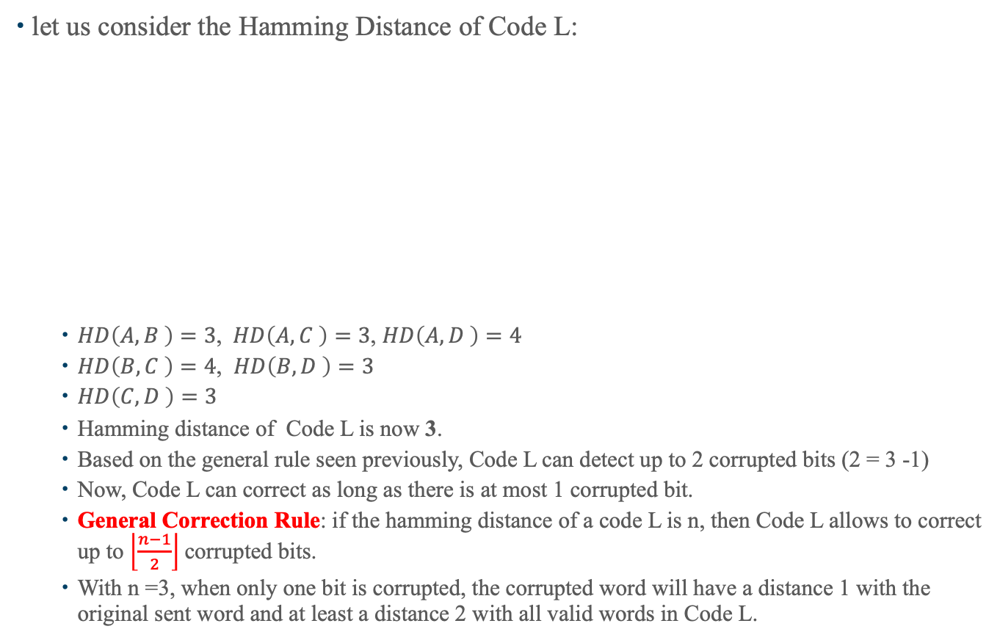 • let us consider the Hamming Distance of Code L:
• HD(A,B ) = 3, HD(A,C ) = 3, HD(A,D ) = 4
• HD(B,C ) = 4, HD(B,D ) = 3
• HD(C,D ) = 3
• Hamming distance of Code L is now 3.
• Based on the general rule seen previously, Code L can detect up to 2 corrupted bits (2 = 3 -1)
• Now, Code L can correct as long as there is at most 1 corrupted bit.
• General Correction Rule: if the hamming distance of a code L is n, then Code L allows to correct
up to ⌊(n−1)/2⌋ corrupted bits.
• With n =3, when only one bit is corrupted, the corrupted word will have a distance 1 with the
original sent word and at least a distance 2 with all valid words in Code L.